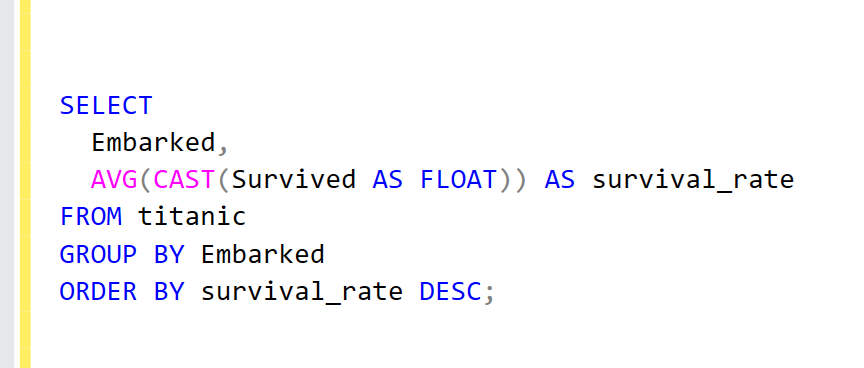 SELECT
  Embarked,
  AVG(CAST(Survived AS FLOAT)) AS survival_rate
FROM titanic
GROUP BY Embarked
ORDER BY survival_rate DESC;